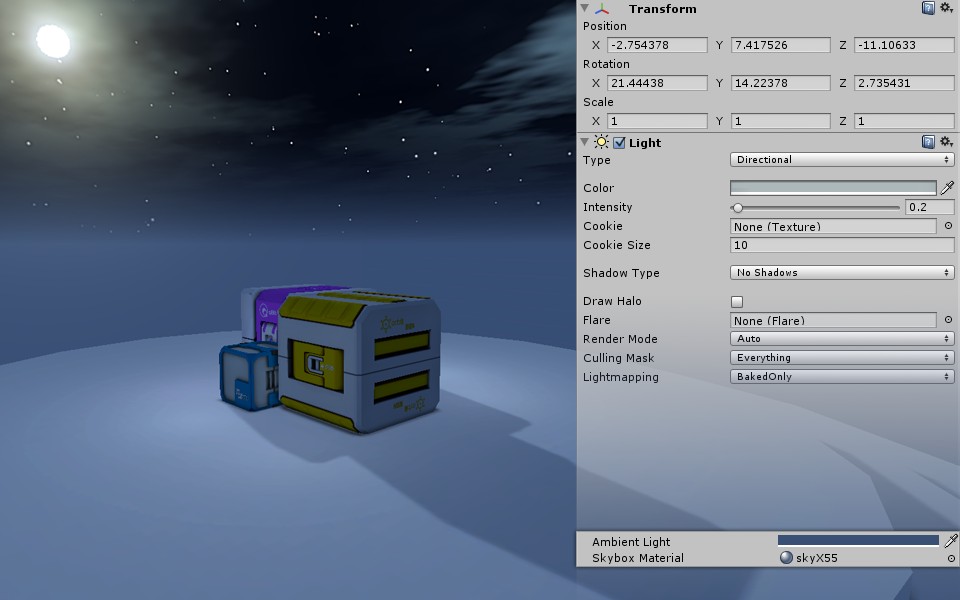 Transform
Position
X -2.754378 Y 7.417526 Z -11.10633
Rotation
X 21.44438 Y 14.22378 Z 2.735431
Scale
X 1 Y 1 Z 1
Light
Type Directional
Color
Intensity 0.2
Cookie None (Texture)
Cookie Size 10
Shadow Type No Shadows
Draw Halo
Flare None (Flare)
Render Mode Auto
Culling Mask Everything
Lightmapping BakedOnly
Ambient Light
Skybox Material skyX55